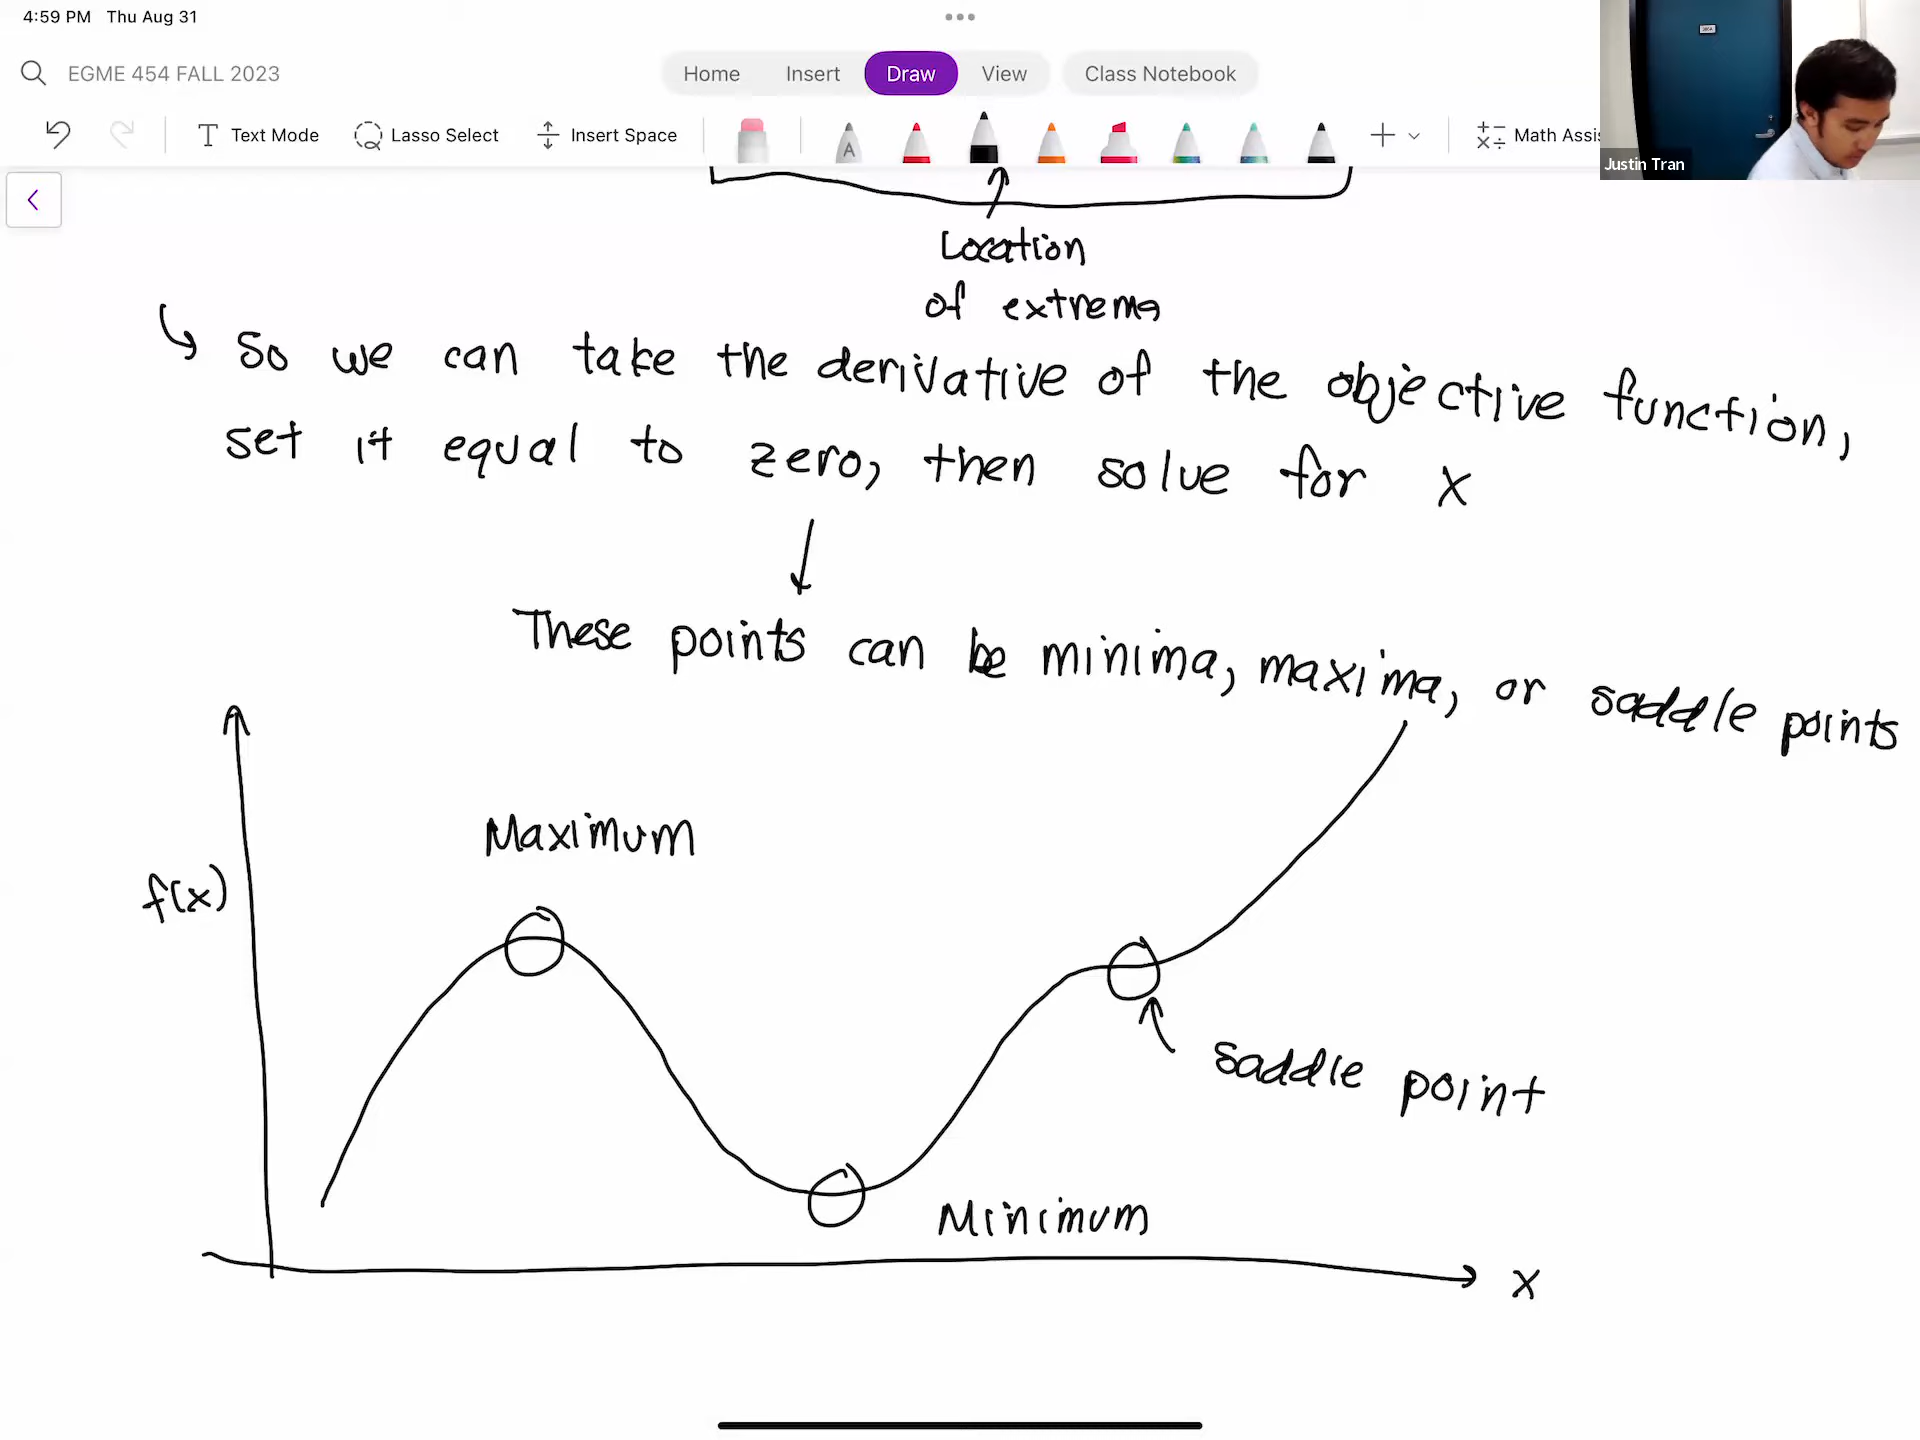 4:59 PM Thu Aug 31
EGME 454 FALL 2023
Home Insert Draw View Class Notebook
Text Mode Lasso Select Insert Space A Math Assis
Justin Tran
Location
of extrema
So we can take the derivative of the objective function,
set it equal to zero, then solve for x
These points can be minima, maxima, or saddle points
Maximum
f(x)
saddle point
Minimum
x